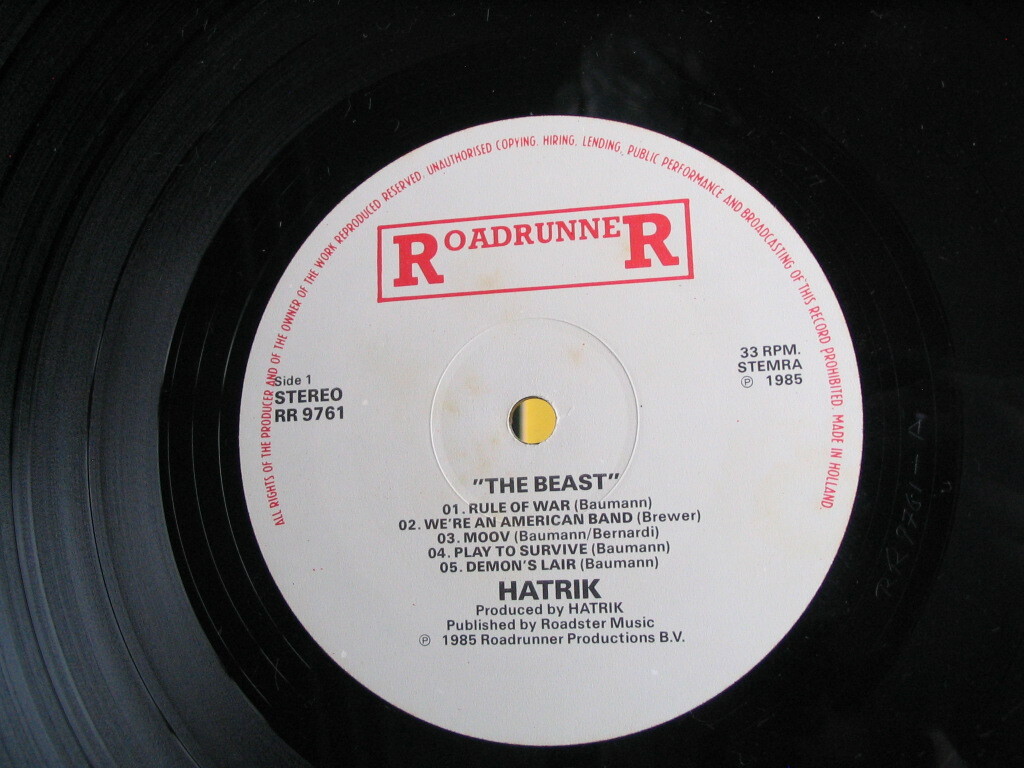 ALL RIGHTS OF THE PRODUCER AND OF THE OWNER OF THE WORK REPRODUCED RESERVED. UNAUTHORISED COPYING. HIRING, LENDING, PUBLIC PERFORMANCE AND BROADCASTING OF THIS RECORD PROHIBITED. MADE IN HOLLAND.
ROADRUNNER
Side 1
STEREO
RR 9761
33 RPM.
STEMRA
℗ 1985
"THE BEAST"
01. RULE OF WAR (Baumann)
02. WE'RE AN AMERICAN BAND (Brewer)
03. MOOV (Baumann/Bernardi)
04. PLAY TO SURVIVE (Baumann)
05. DEMON'S LAIR (Baumann)
HATRIK
Produced by HATRIK
Published by Roadster Music
℗ 1985 Roadrunner Productions B.V.
RR 9761-A